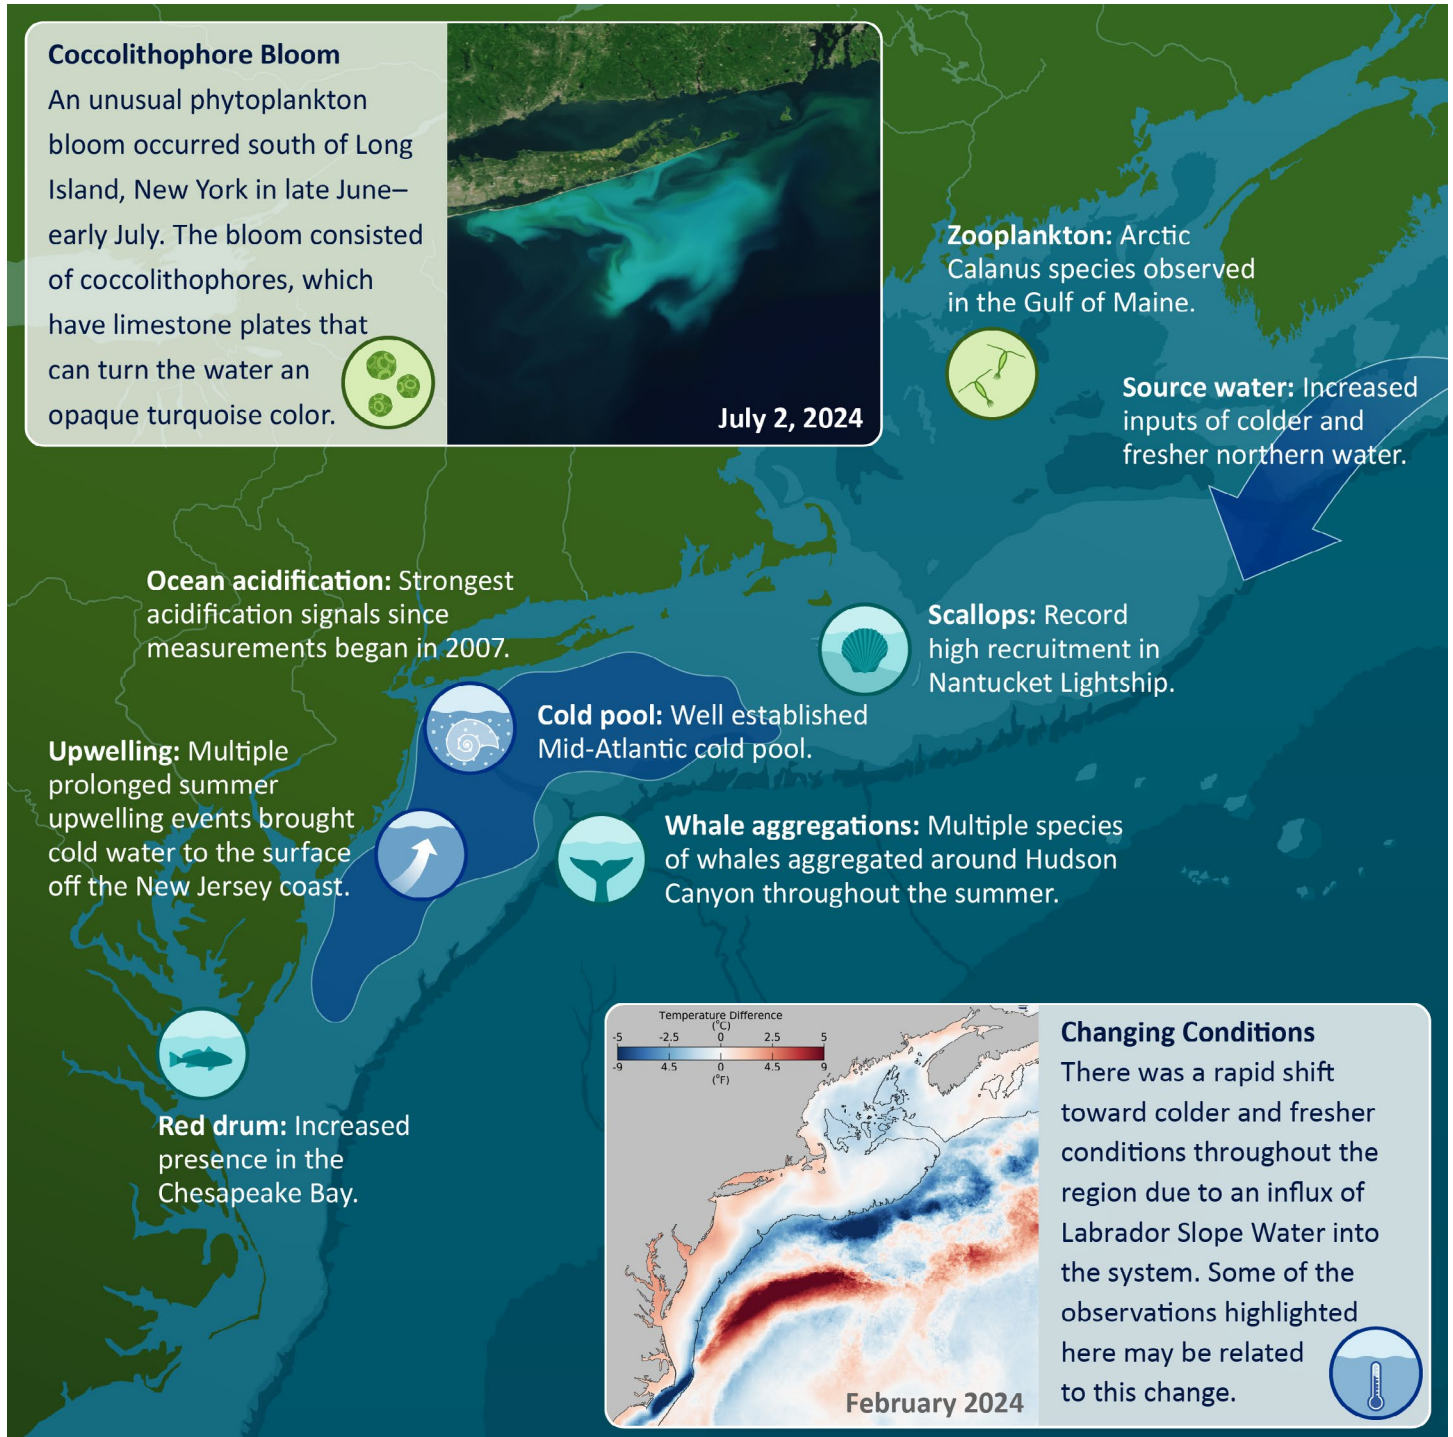 Coccolithophore Bloom
An unusual phytoplankton
bloom occurred south of Long
Island, New York in late June–
early July. The bloom consisted
of coccolithophores, which
have limestone plates that
can turn the water an
opaque turquoise color.
July 2, 2024
Zooplankton: Arctic
Calanus species observed
in the Gulf of Maine.
Source water: Increased
inputs of colder and
fresher northern water.
Ocean acidification: Strongest
acidification signals since
measurements began in 2007.
Scallops: Record
high recruitment in
Nantucket Lightship.
Cold pool: Well established
Mid-Atlantic cold pool.
Upwelling: Multiple
prolonged summer
upwelling events brought
cold water to the surface
off the New Jersey coast.
Whale aggregations: Multiple species
of whales aggregated around Hudson
Canyon throughout the summer.
Red drum: Increased
presence in the
Chesapeake Bay.
Temperature Difference
(°C)
-5 -2.5 0 2.5 5
-9 4.5 0 4.5 9
(°F)
February 2024
Changing Conditions
There was a rapid shift
toward colder and fresher
conditions throughout the
region due to an influx of
Labrador Slope Water into
the system. Some of the
observations highlighted
here may be related
to this change.